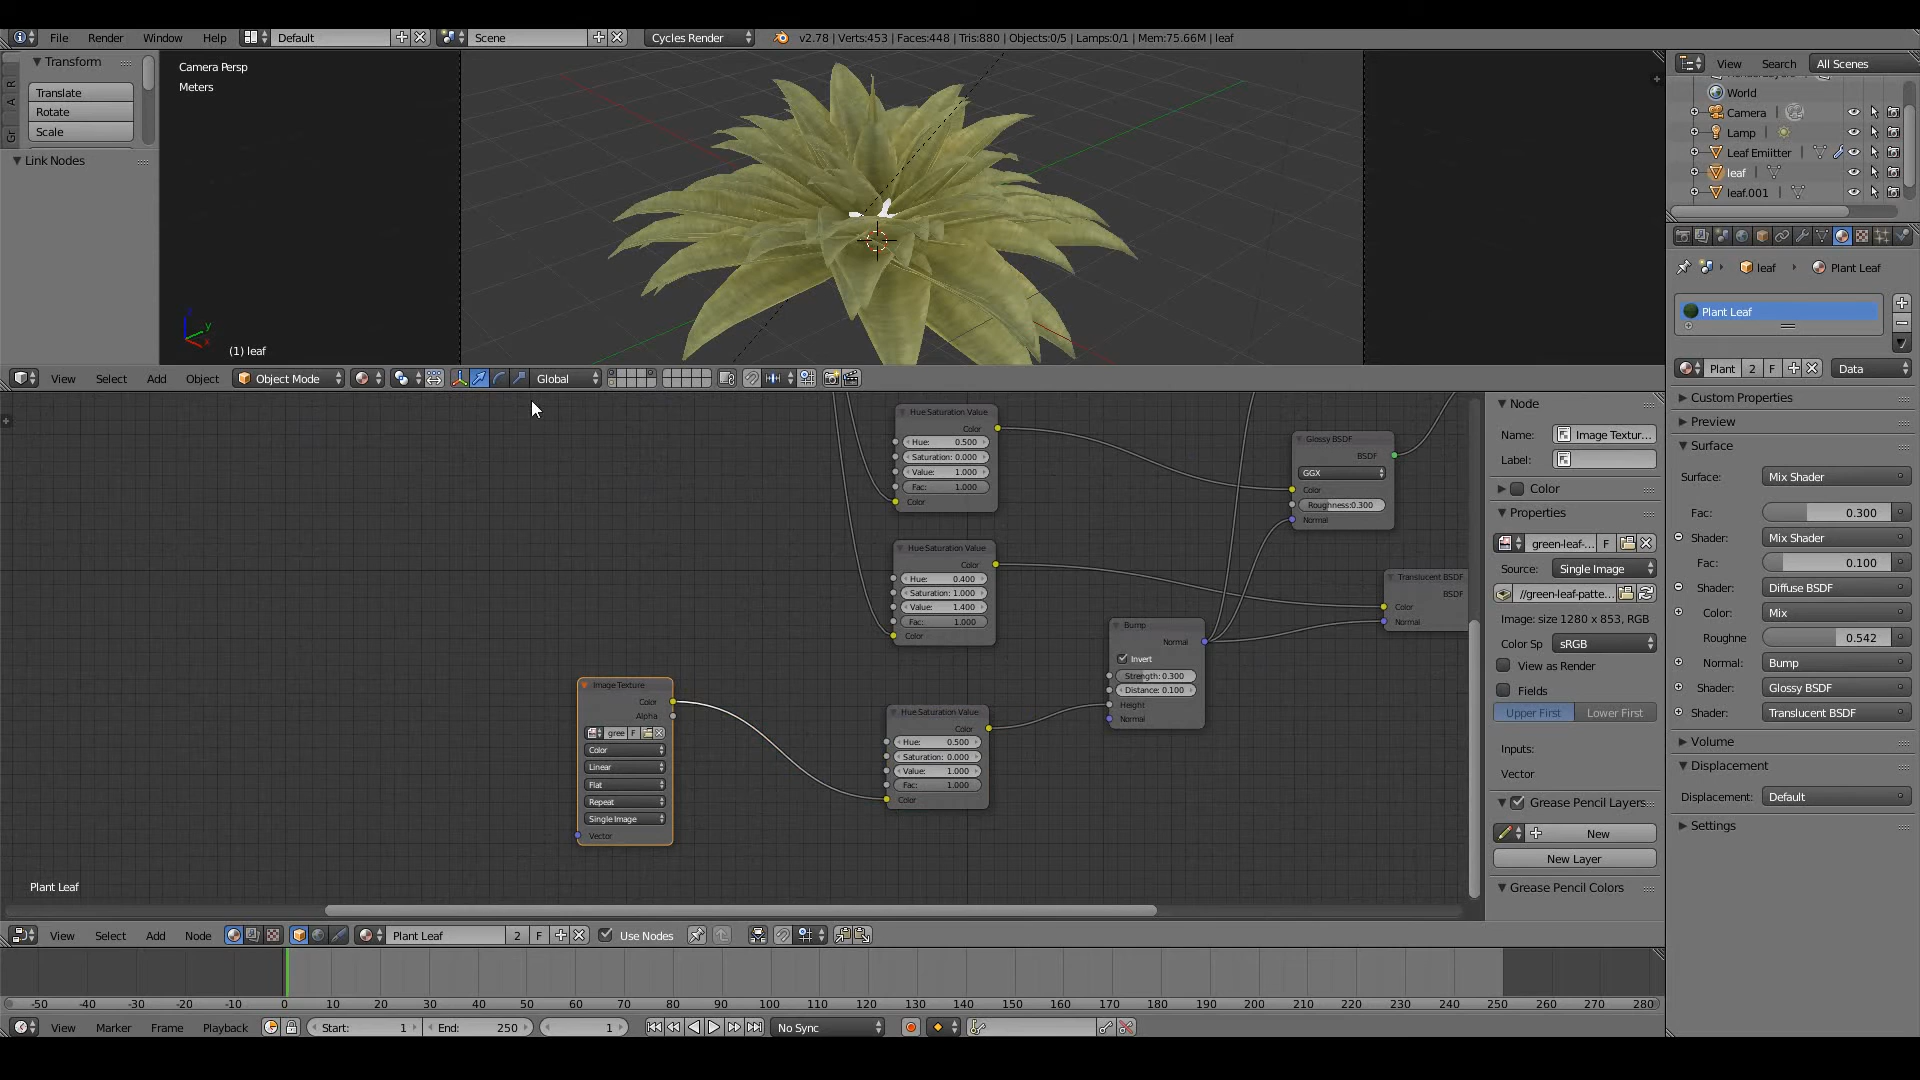 File Render Window Help Default Scene Cycles Render v2.78 | Verts:453 | Faces:448 | Tris:880 | Objects:0/5 | Lamps:0/1 | Mem:75.66M | leaf
Transform
Translate
Rotate
Scale
Link Nodes
R
A
Gr
Camera Persp
Meters
(1) leaf
View Search All Scenes
World
Camera
Lamp
Leaf Emiitter
leaf
leaf.001
View Select Add Object Object Mode Global
leaf Plant Leaf
Plant Leaf
Plant 2 F Data
Custom Properties
Preview
Surface
Surface: Mix Shader
Fac: 0.300
Shader: Mix Shader
Fac: 0.100
Shader: Diffuse BSDF
Color: Mix
Roughne 0.542
Normal: Bump
Shader: Glossy BSDF
Shader: Translucent BSDF
Volume
Displacement
Displacement: Default
Settings
Hue Saturation Value
Color
Hue: 0.500
Saturation: 0.000
Value: 1.000
Fac: 1.000
Color
Glossy BSDF
BSDF
GGX
Color
Roughness:0.300
Normal
Hue Saturation Value
Color
Hue: 0.400
Saturation: 1.000
Value: 1.400
Fac: 1.000
Color
Translucent BSDF
BSDF
Color
Normal
Bump
Normal
Invert
Strength: 0.300
Distance: 0.100
Height
Normal
Image Texture
Color
Alpha
gree F
Color
Linear
Flat
Repeat
Single Image
Vector
Hue Saturation Value
Color
Hue: 0.500
Saturation: 0.000
Value: 1.000
Fac: 1.000
Color
Plant Leaf
Node
Name: Image Textur...
Label:
Color
Properties
green-leaf-... F
Source: Single Image
//green-leaf-patte...
Image: size 1280 x 853, RGB
Color Sp sRGB
View as Render
Fields
Upper First Lower First
Inputs:
Vector
Grease Pencil Layers
New
New Layer
Grease Pencil Colors
View Select Add Node Plant Leaf 2 F Use Nodes
-50 -40 -30 -20 -10 0 10 20 30 40 50 60 70 80 90 100 110 120 130 140 150 160 170 180 190 200 210 220 230 240 250 260 270 280
View Marker Frame Playback Start: 1 End: 250 1 No Sync